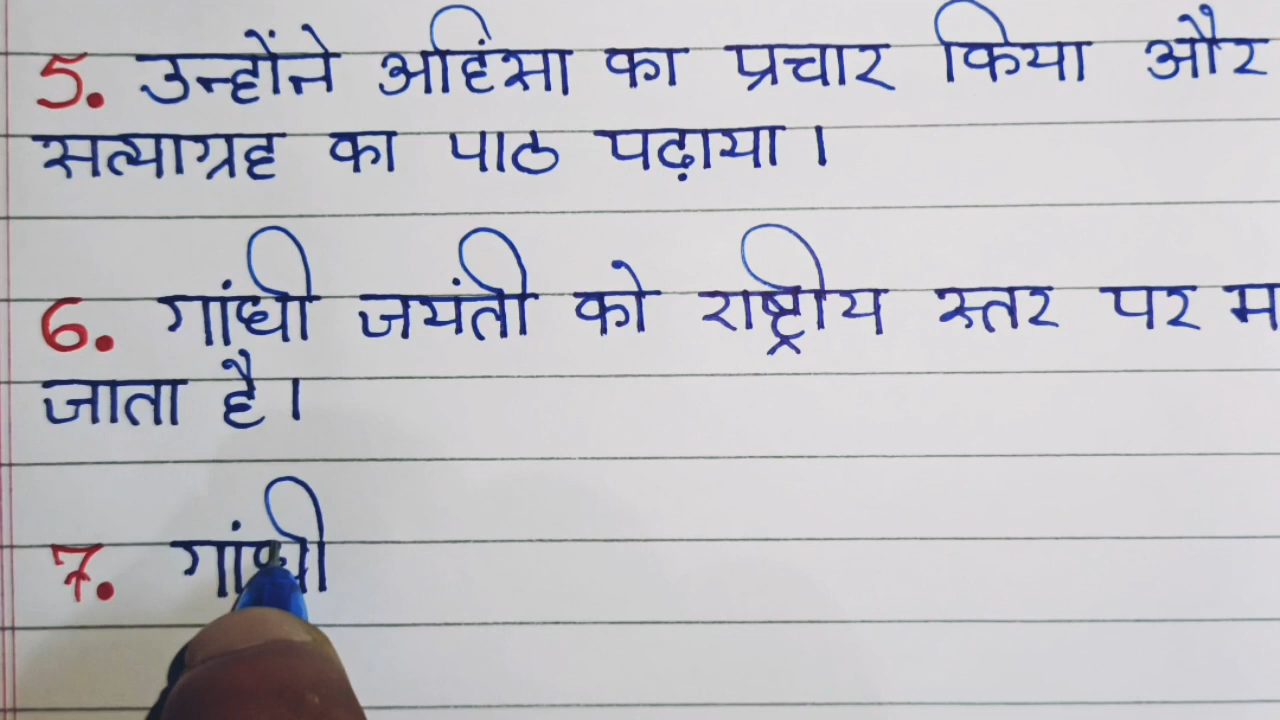 5. उन्होंने अहिंसा का प्रचार किया और
सत्याग्रह का पाठ पढ़ाया।
6. गांधी जयंती को राष्ट्रीय स्तर पर म
जाता है।
7. गांधी